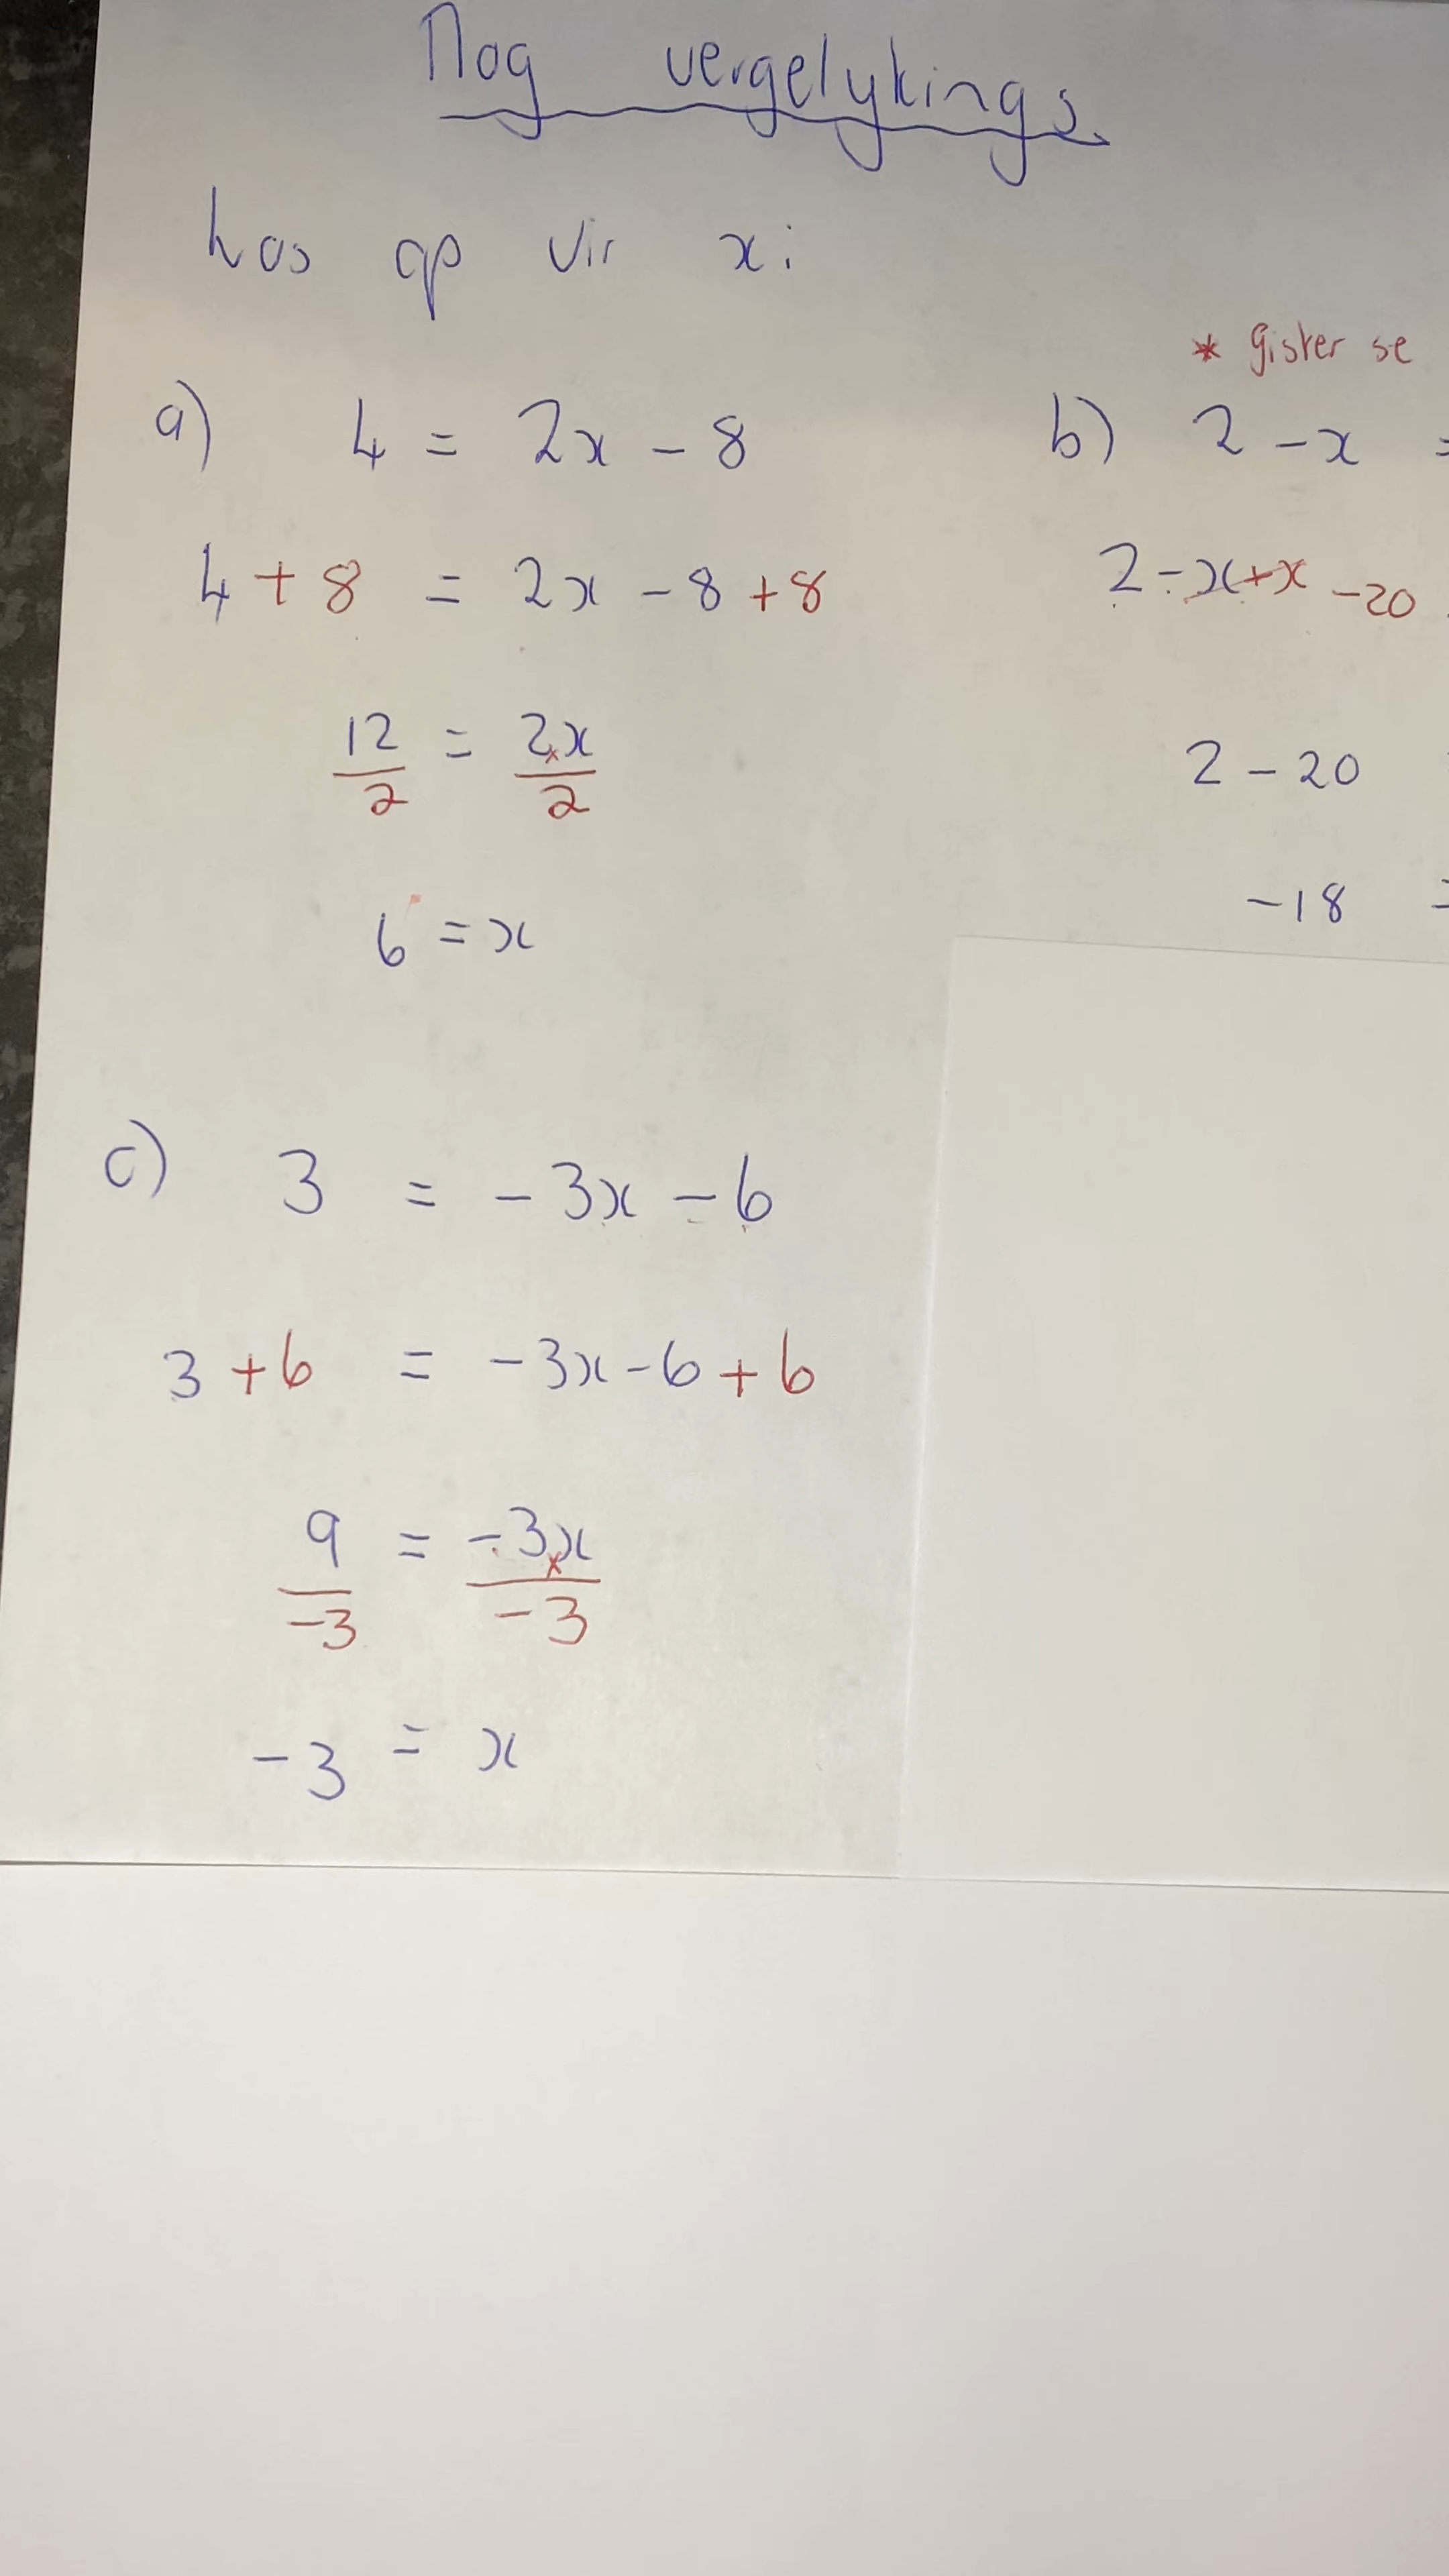 Nog vergelykings
Los op vir x:
a) 4 = 2x - 8
4 + 8 = 2x - 8 + 8
12/2 = 2x/2
6 = x
* gister se
b) 2 - x =
2 - x + x - 20
2 - 20
-18 =
c) 3 = -3x - 6
3 + 6 = -3x - 6 + 6
9/-3 = -3x/-3
-3 = x